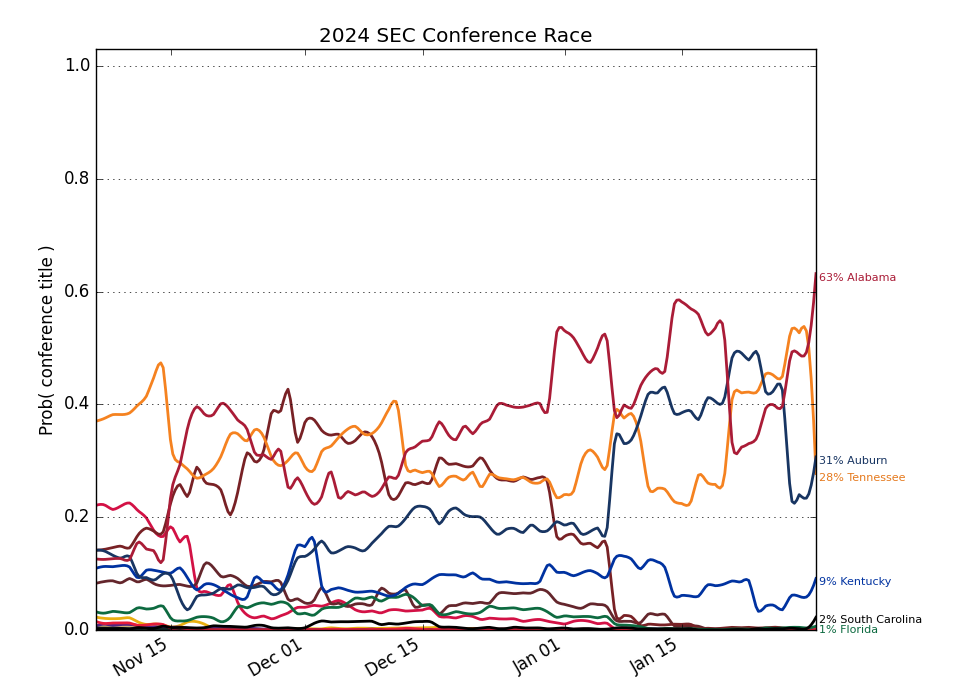 2024 SEC Conference Race
Prob( conference title )
1.0
0.8
0.6
0.4
0.2
0.0
Nov 15
Dec 01
Dec 15
Jan 01
Jan 15
63% Alabama
31% Auburn
28% Tennessee
9% Kentucky
2% South Carolina
1% Florida